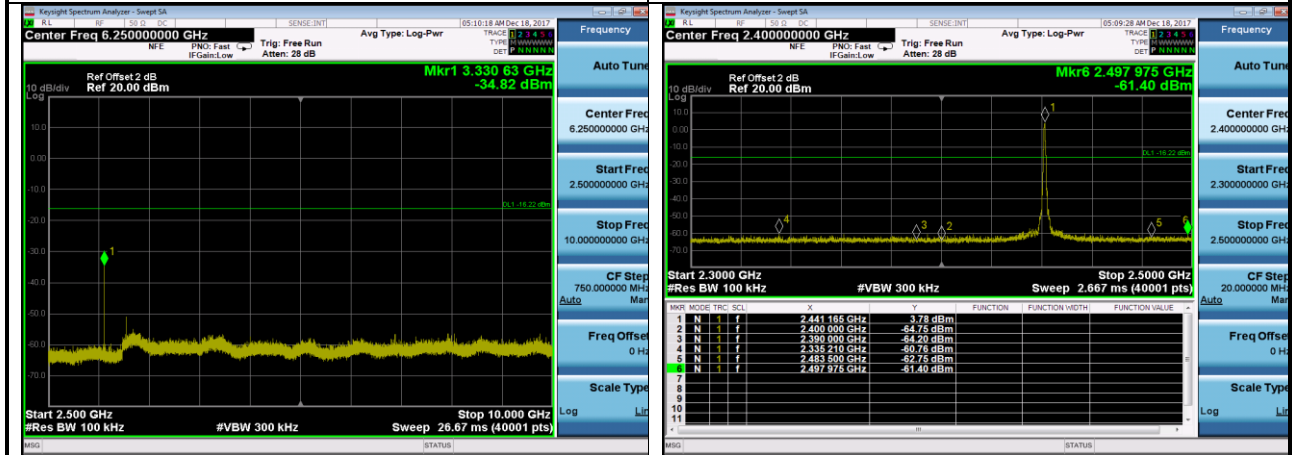 Keysight Spectrum Analyzer - Swept SA
RL RF 50 Ω DC SENSE:INT 05:10:18 AM Dec 18, 2017
Center Freq 6.250000000 GHz
NFE PNO: Fast Trig: Free Run
IFGain:Low Atten: 28 dB
Avg Type: Log-Pwr
TRACE 1 2 3 4 5 6
TYPE MWWWWW
DET P NNNNN
Ref Offset 2 dB
10 dB/div Ref 20.00 dBm
Log
Mkr1 3.330 63 GHz
-34.82 dBm
10.0
0.00
-10.0
DL1 -16.22 dBm
-20.0
-30.0
1
-40.0
-50.0
-60.0
-70.0
Start 2.500 GHz Stop 10.000 GHz
#Res BW 100 kHz #VBW 300 kHz Sweep 26.67 ms (40001 pts)
MSG STATUS
Frequency
Auto Tune
Center Freq
6.250000000 GHz
Start Freq
2.500000000 GHz
Stop Freq
10.000000000 GHz
CF Step
750.000000 MHz
Auto Man
Freq Offset
0 Hz
Scale Type
Log Lin
Keysight Spectrum Analyzer - Swept SA
RL RF 50 Ω DC SENSE:INT 05:09:28 AM Dec 18, 2017
Center Freq 2.400000000 GHz
NFE PNO: Fast Trig: Free Run
IFGain:Low Atten: 28 dB
Avg Type: Log-Pwr
TRACE 1 2 3 4 5 6
TYPE MWWWWW
DET P NNNNN
Ref Offset 2 dB
10 dB/div Ref 20.00 dBm
Log
Mkr6 2.497 975 GHz
-61.40 dBm
10.0
1
0.00
-10.0
DL1 -16.22 dBm
-20.0
-30.0
-40.0
-50.0
4 3 2 5 6
-60.0
-70.0
Start 2.3000 GHz Stop 2.5000 GHz
#Res BW 100 kHz #VBW 300 kHz Sweep 2.667 ms (40001 pts)
MKR MODE TRC SCL X Y FUNCTION FUNCTION WIDTH FUNCTION VALUE
1 N 1 f 2.441 165 GHz 3.78 dBm
2 N 1 f 2.400 000 GHz -64.75 dBm
3 N 1 f 2.390 000 GHz -64.20 dBm
4 N 1 f 2.335 210 GHz -60.76 dBm
5 N 1 f 2.483 500 GHz -62.75 dBm
6 N 1 f 2.497 975 GHz -61.40 dBm
7
8
9
10
11
MSG STATUS
Frequency
Auto Tune
Center Freq
2.400000000 GHz
Start Freq
2.300000000 GHz
Stop Freq
2.500000000 GHz
CF Step
20.000000 MHz
Auto Man
Freq Offset
0 Hz
Scale Type
Log Lin